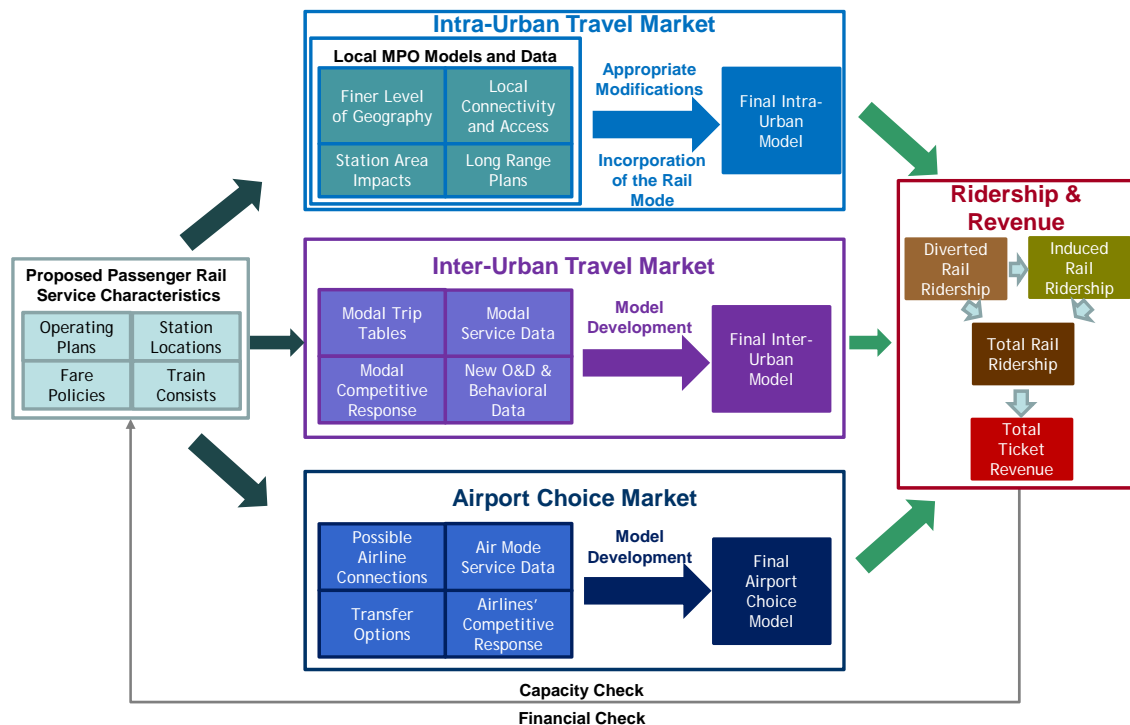 Intra-Urban Travel Market
Local MPO Models and Data
Finer Level
of Geography
Local
Connectivity
and Access
Station Area
Impacts
Long Range
Plans
Appropriate
Modifications
Incorporation
of the Rail
Mode
Final Intra-
Urban
Model
Proposed Passenger Rail
Service Characteristics
Operating
Plans
Station
Locations
Fare
Policies
Train
Consists
Inter-Urban Travel Market
Modal Trip
Tables
Modal
Service Data
Modal
Competitive
Response
New O&D &
Behavioral
Data
Model
Development
Final Inter-
Urban
Model
Airport Choice Market
Possible
Airline
Connections
Air Mode
Service Data
Transfer
Options
Airlines'
Competitive
Response
Model
Development
Final
Airport
Choice
Model
Ridership &
Revenue
Diverted
Rail
Ridership
Induced
Rail
Ridership
Total Rail
Ridership
Total
Ticket
Revenue
Capacity Check
Financial Check